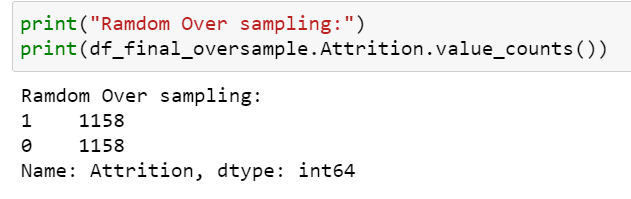 print("Ramdom Over sampling:")
print(df_final_oversample.Attrition.value_counts())
Ramdom Over sampling:
1    1158
0    1158
Name: Attrition, dtype: int64